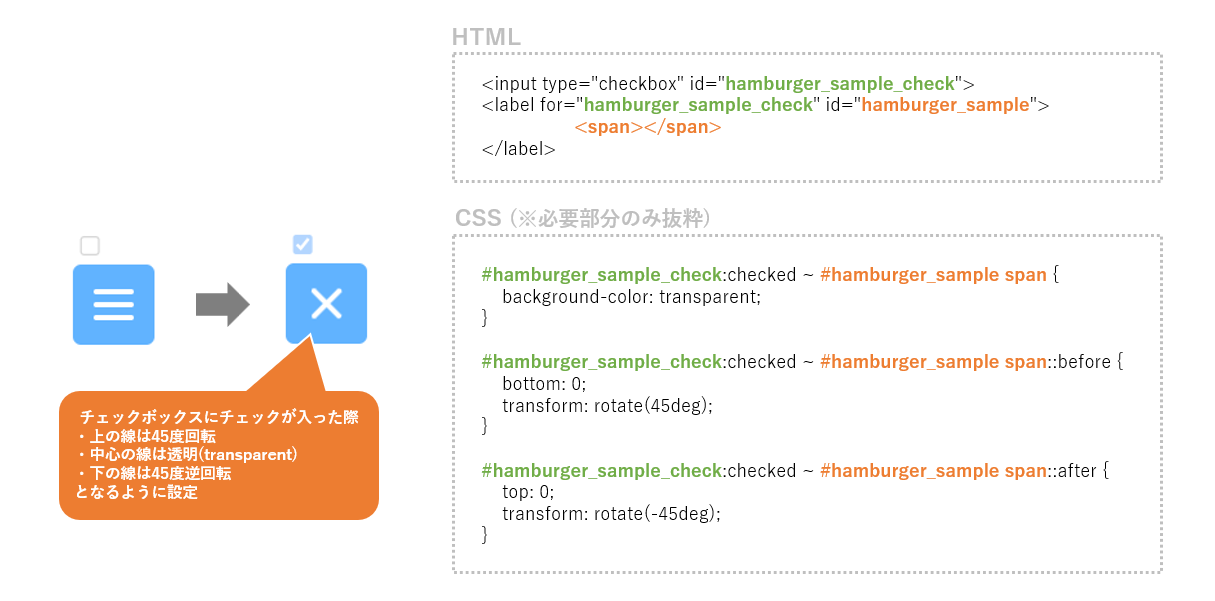 HTML
<input type="checkbox" id="hamburger_sample_check">
<label for="hamburger_sample_check" id="hamburger_sample">
<span></span>
</label>
CSS (※必要部分のみ抜粋)
#hamburger_sample_check:checked ~ #hamburger_sample span {
background-color: transparent;
}
#hamburger_sample_check:checked ~ #hamburger_sample span::before {
bottom: 0;
transform: rotate(45deg);
}
#hamburger_sample_check:checked ~ #hamburger_sample span::after {
top: 0;
transform: rotate(-45deg);
}
チェックボックスにチェックが入った際
・上の線は45度回転
・中心の線は透明(transparent)
・下の線は45度逆回転
となるように設定